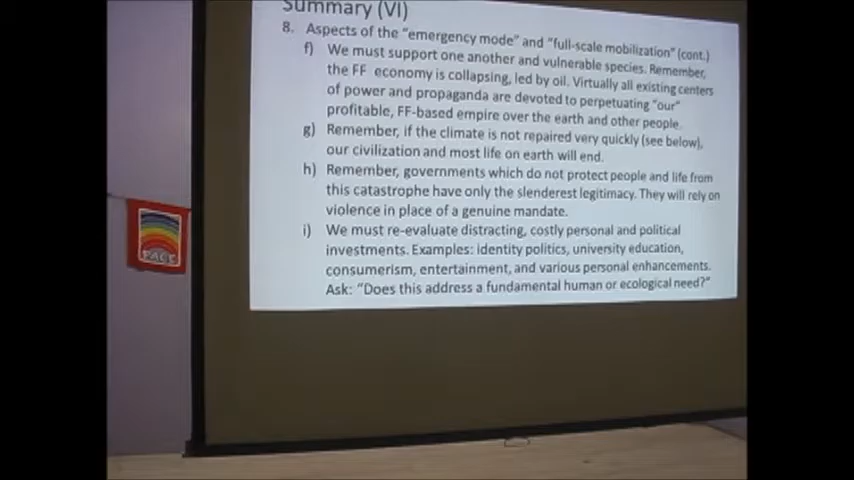 Summary (VI)
8. Aspects of the "emergency mode" and "full-scale mobilization" (cont.)
f) We must support one another and vulnerable species. Remember,
the FF economy is collapsing, led by oil. Virtually all existing centers
of power and propaganda are devoted to perpetuating "our"
profitable, FF-based empire over the earth and other people.
g) Remember, if the climate is not repaired very quickly (see below),
our civilization and most life on earth will end.
h) Remember, governments which do not protect people and life from
this catastrophe have only the slenderest legitimacy. They will rely on
violence in place of a genuine mandate.
i) We must re-evaluate distracting, costly personal and political
investments. Examples: identity politics, university education,
consumerism, entertainment, and various personal enhancements.
Ask: "Does this address a fundamental human or ecological need?"